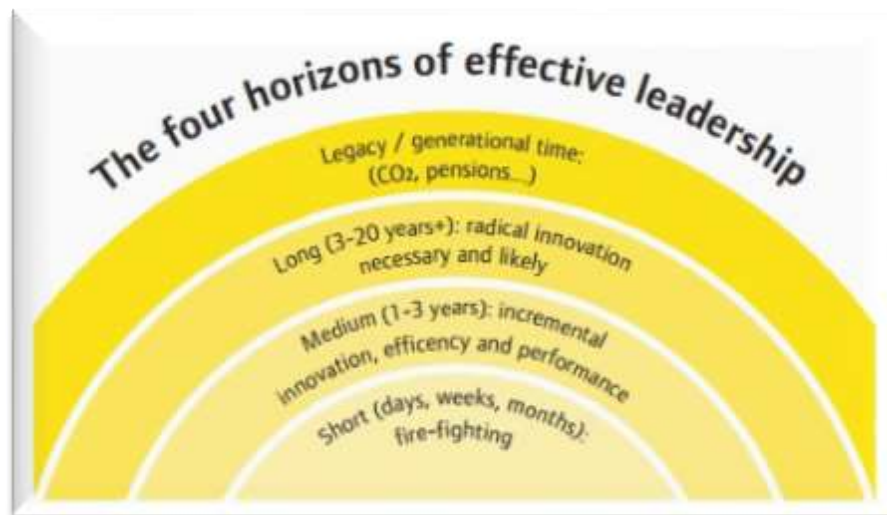 The four horizons of effective leadership
Legacy / generational time:
(CO2, pensions...)
Long (3-20 years+): radical innovation
necessary and likely
Medium (1-3 years): incremental
innovation, efficency and performance
Short (days, weeks, months):
fire-fighting